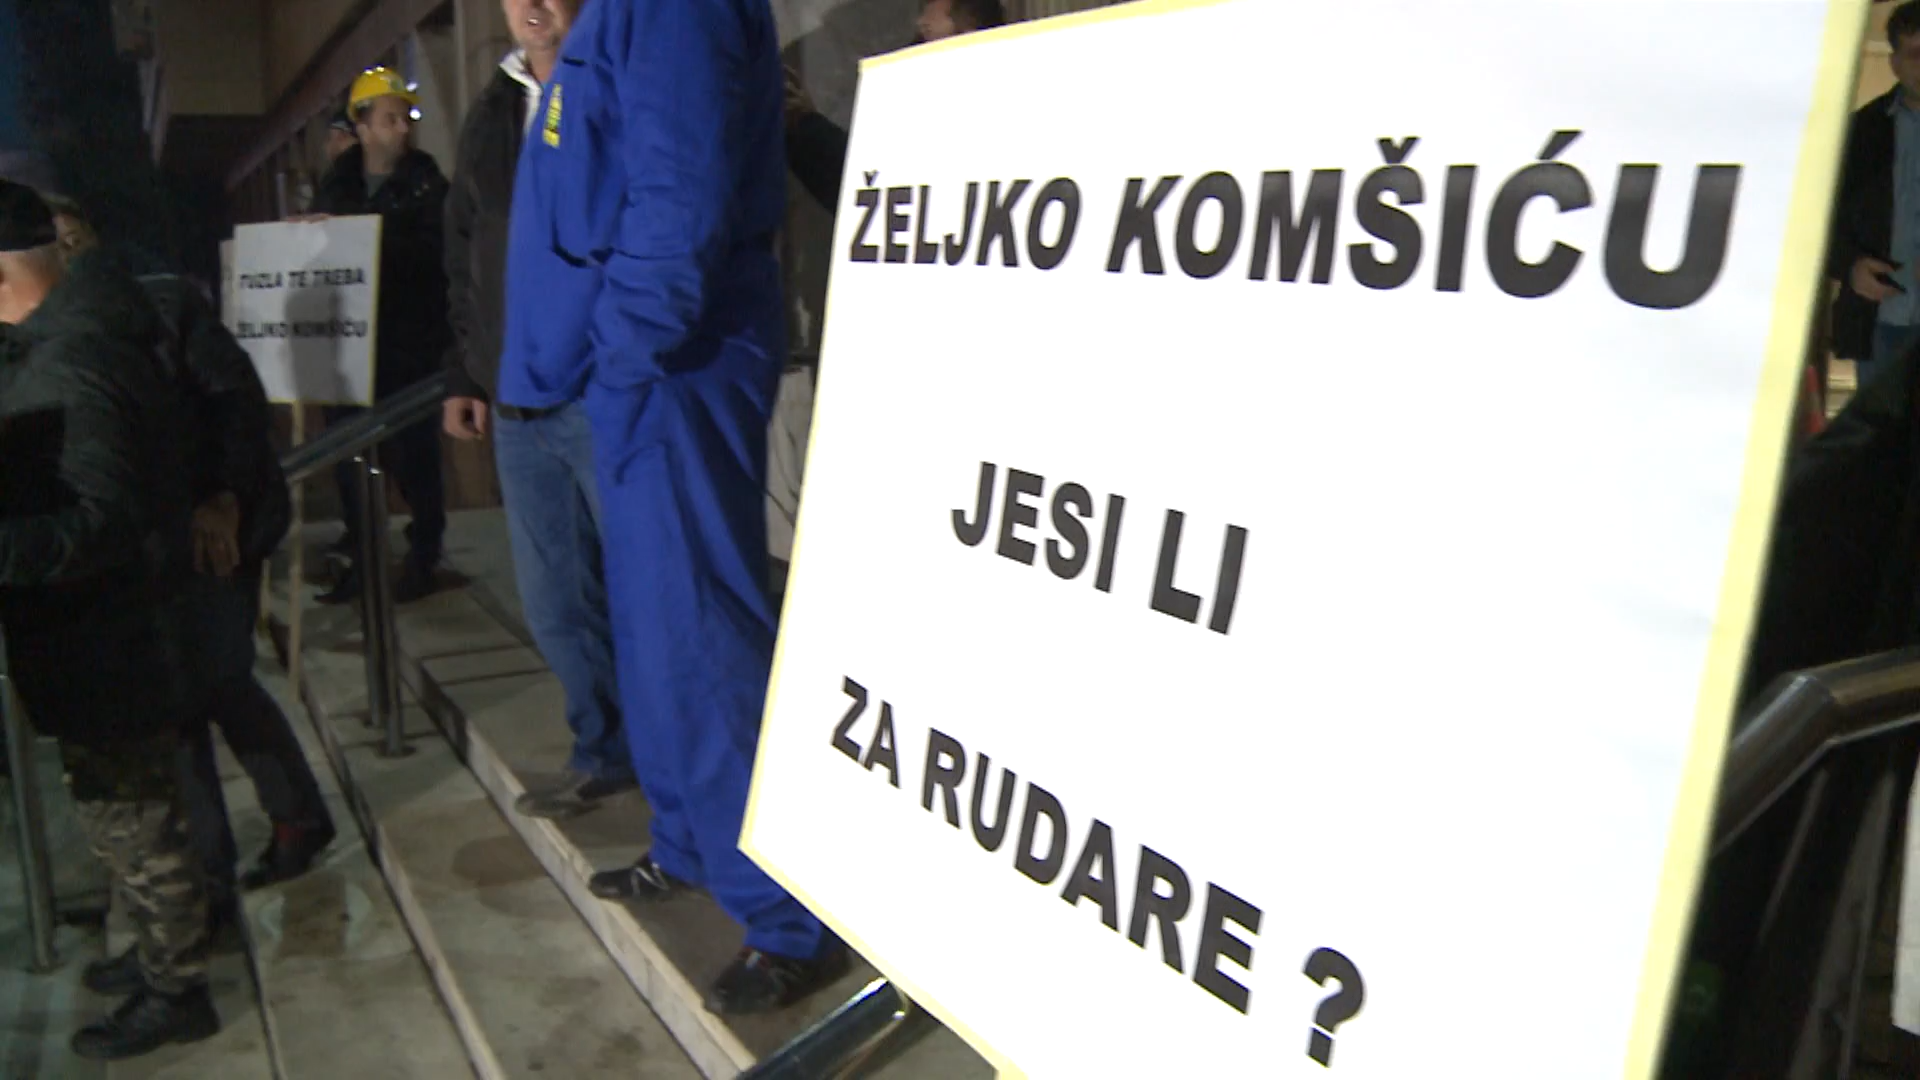 ŽELJKO KOMŠIĆU
JESI LI
ZA RUDARE ?
TUZLA TE TREBA
ŽELJKO KOMŠIĆU